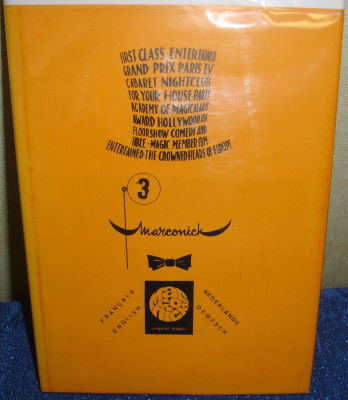 FIRST CLASS ENTERTAINER
GRAND PRIX PARIS T.V
CABARET NIGHTCLUB
FOR YOUR HOUSE-PARTY
ACADEMY OF MAGICAL ARTS
AWARD HOLLYWOOD USA
FLOORSHOW COMEDY AND
TABLE-MAGIC MEMBER IBM
ENTERTAINED THE CROWNED HEADS OF EUROPE
3
Marconick
FRANÇAIS
ENGLISH
NEDERLANDS
DEUTSCH
MARCONICK
original magic